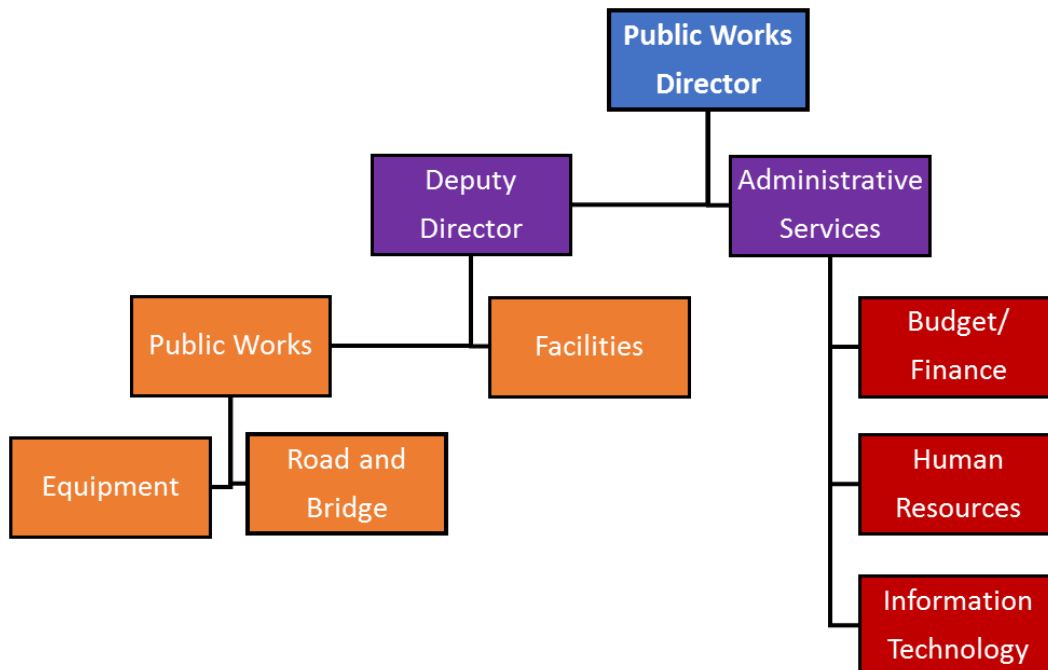 Public Works
Director
Deputy
Director
Administrative
Services
Public Works
Facilities
Budget/
Finance
Equipment
Road and
Bridge
Human
Resources
Information
Technology